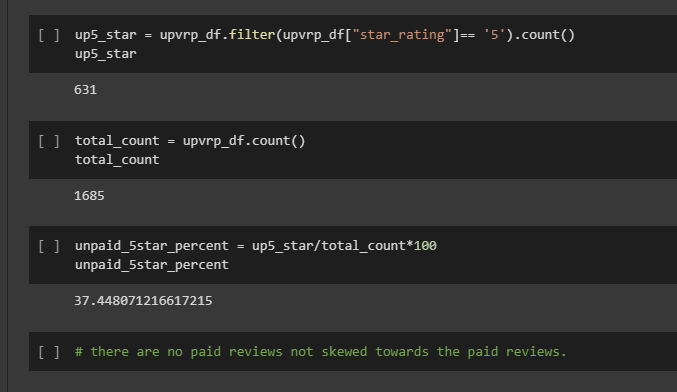 [ ] up5_star = upvrp_df.filter(upvrp_df["star_rating"]== '5').count()
up5_star
631
[ ] total_count = upvrp_df.count()
total_count
1685
[ ] unpaid_5star_percent = up5_star/total_count*100
unpaid_5star_percent
37.448071216617215
[ ] # there are no paid reviews not skewed towards the paid reviews.